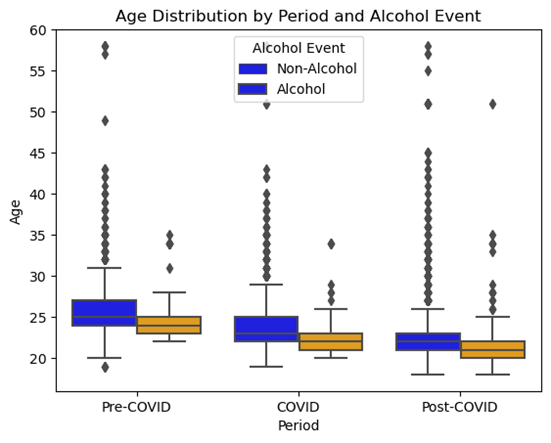 Age Distribution by Period and Alcohol Event
Alcohol Event
Non-Alcohol
Alcohol
Age
60
55
50
45
40
35
30
25
20
Pre-COVID COVID Post-COVID
Period